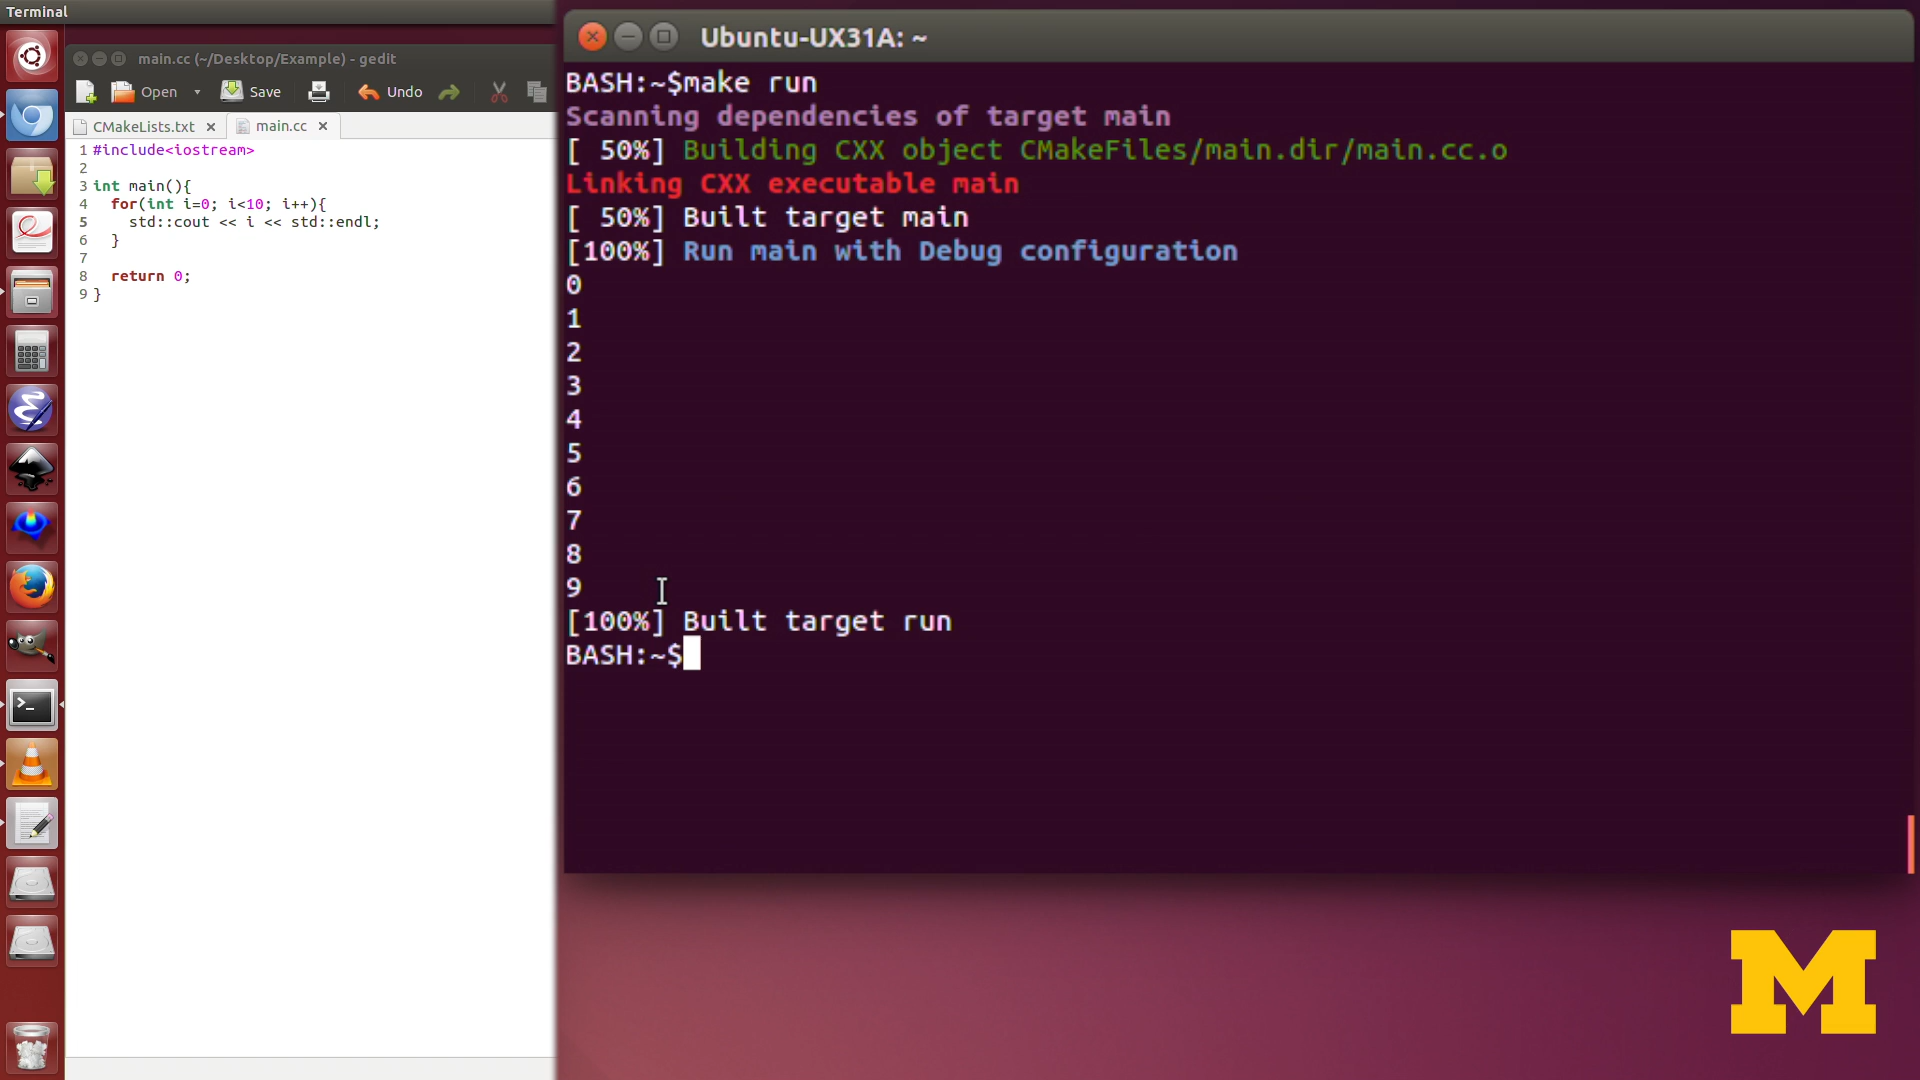 Terminal
main.cc (~/Desktop/Example) - gedit
Open Save Undo
CMakeLists.txt main.cc
1 #include<iostream>
2
3 int main(){
4 for(int i=0; i<10; i++){
5 std::cout << i << std::endl;
6 }
7
8 return 0;
9 }
Ubuntu-UX31A: ~
BASH:~$make run
Scanning dependencies of target main
[ 50%] Building CXX object CMakeFiles/main.dir/main.cc.o
Linking CXX executable main
[ 50%] Built target main
[100%] Run main with Debug configuration
0
1
2
3
4
5
6
7
8
9
[100%] Built target run
BASH:~$
M